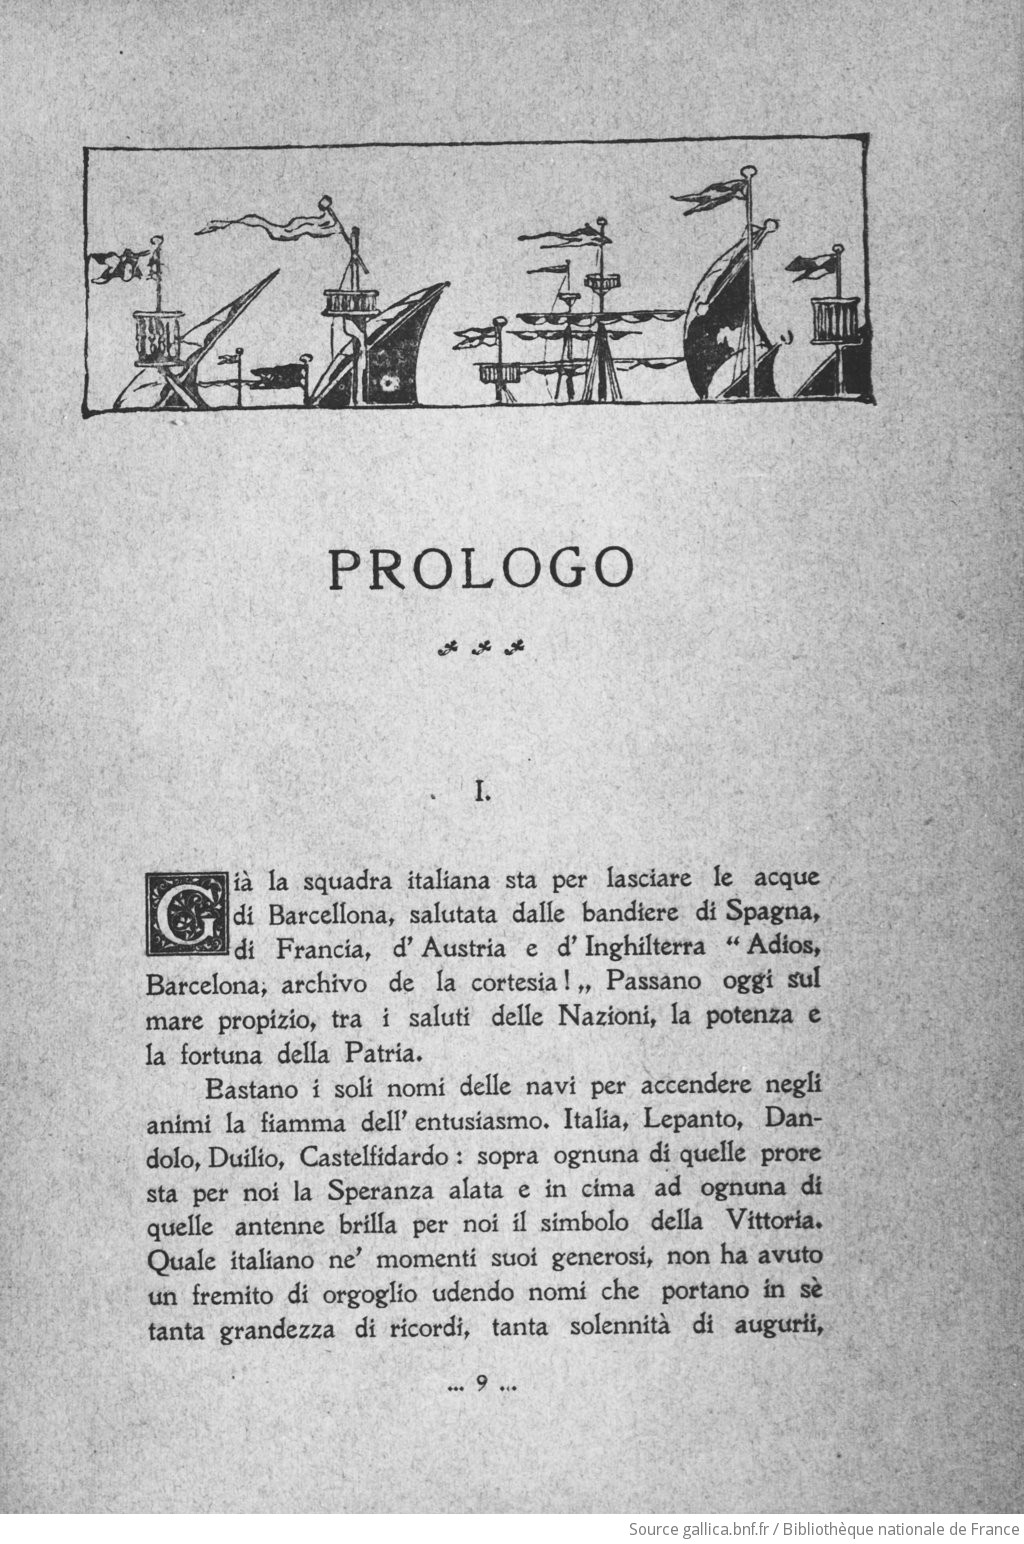 PROLOGO
I.
Già la squadra italiana sta per lasciare le acque
di Barcellona, salutata dalle bandiere di Spagna,
di Francia, d' Austria e d' Inghilterra “ Adios,
Barcelona, archivo de la cortesia! „ Passano oggi sul
mare propizio, tra i saluti delle Nazioni, la potenza e
la fortuna della Patria.
Bastano i soli nomi delle navi per accendere negli
animi la fiamma dell' entusiasmo. Italia, Lepanto, Dan-
dolo, Duilio, Castelfidardo : sopra ognuna di quelle prore
sta per noi la Speranza alata e in cima ad ognuna di
quelle antenne brilla per noi il simbolo della Vittoria.
Quale italiano ne' momenti suoi generosi, non ha avuto
un fremito di orgoglio udendo nomi che portano in sè
tanta grandezza di ricordi, tanta solennità di augurii,
... 9 ...
Source gallica.bnf.fr / Bibliothèque nationale de France